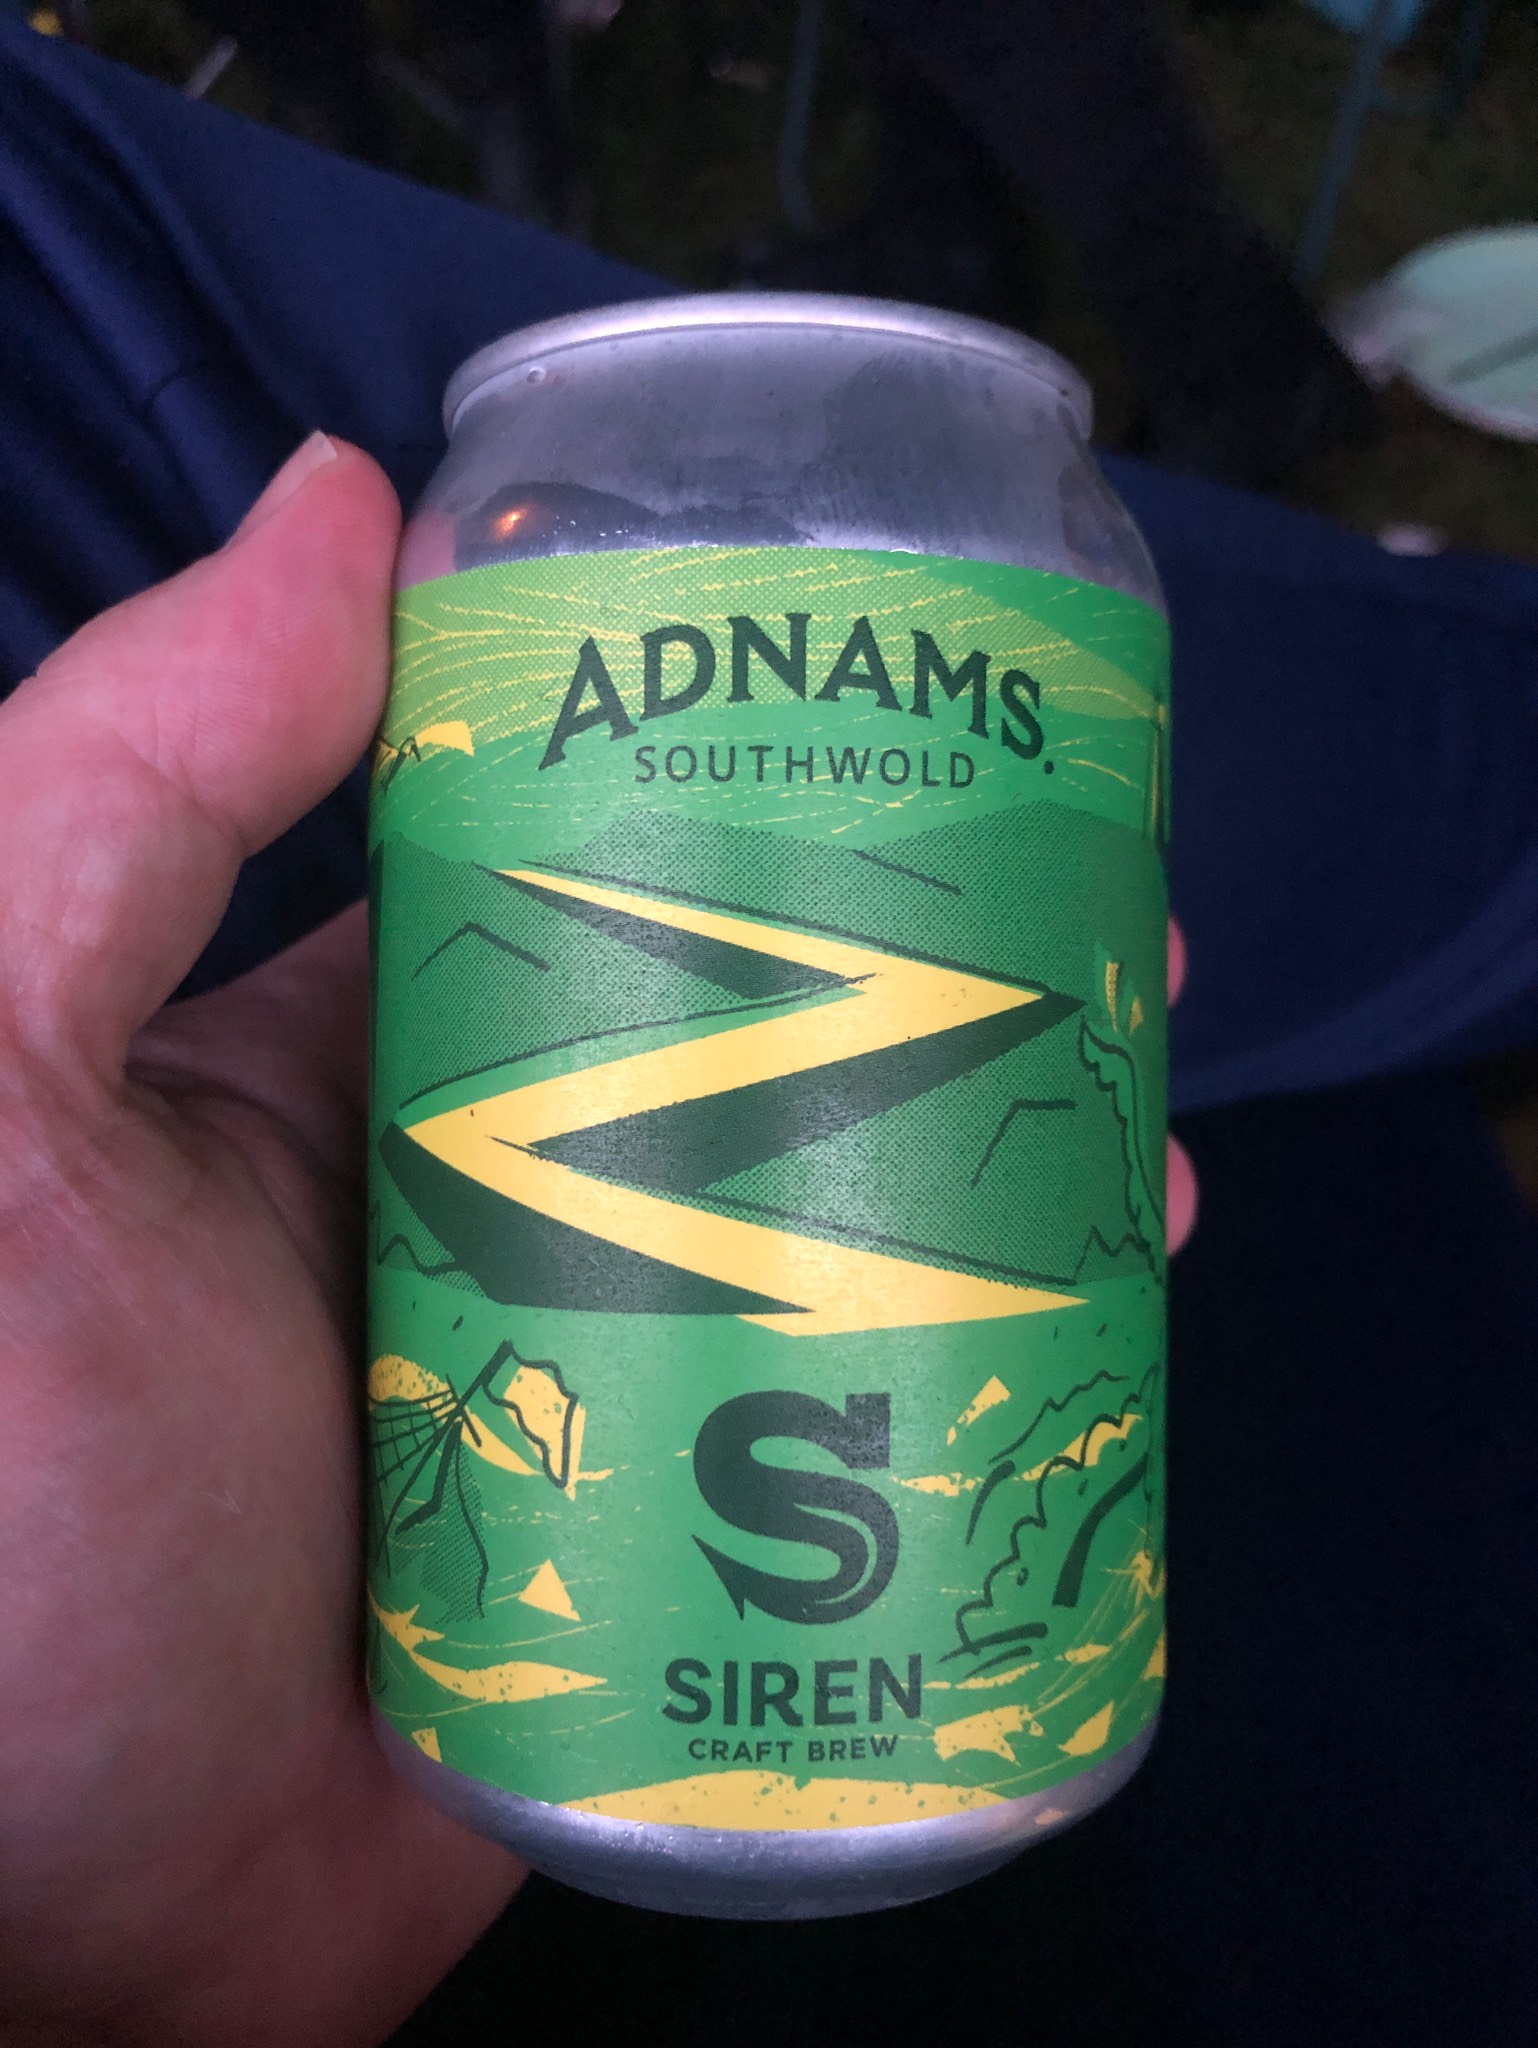 ADNAMS.
SOUTHWOLD
S
SIREN
CRAFT BREW